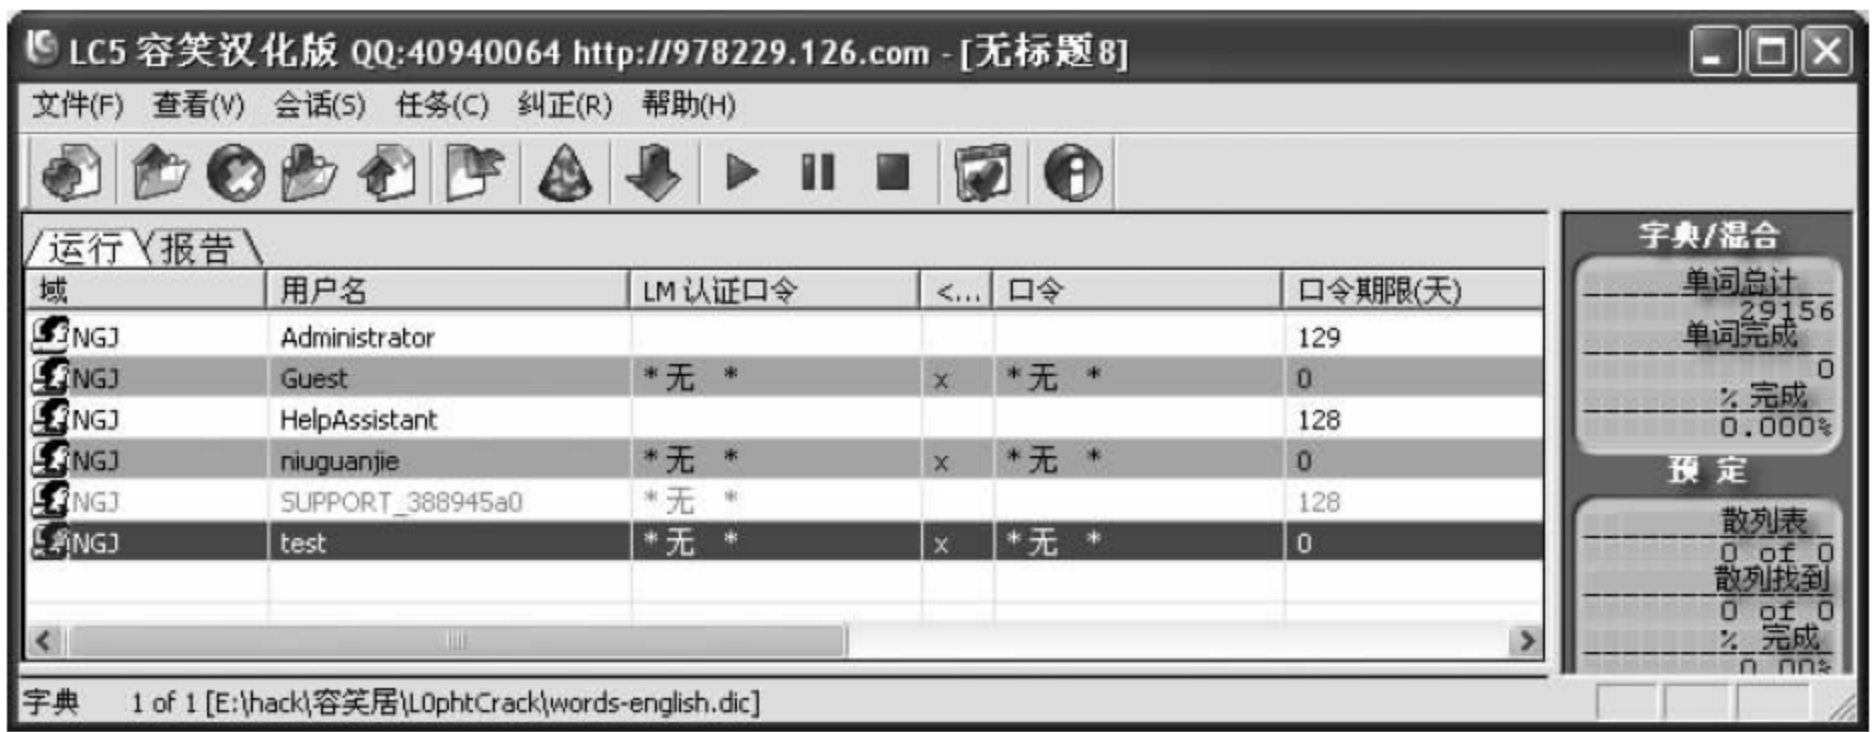 LC5 容笑汉化版 QQ:40940064 http://978229.126.com - [无标题8]
文件(F) 查看(V) 会话(S) 任务(C) 纠正(R) 帮助(H)
运行 报告
域 用户名 LM 认证口令 <... 口令 口令期限(天)
NGJ Administrator 129
NGJ Guest * 无 * x * 无 * 0
NGJ HelpAssistant 128
NGJ niuguanjie * 无 * x * 无 * 0
NGJ SUPPORT_388945a0 * 无 * 128
NGJ test * 无 * x * 无 * 0
字典/混合
单词总计
29156
单词完成
0
% 完成
0.000%
预 定
散列表
0 of 0
散列找到
0 of 0
% 完成
0.00%
字典 1 of 1 [E:\hack\容笑居\L0phtCrack\words-english.dic]